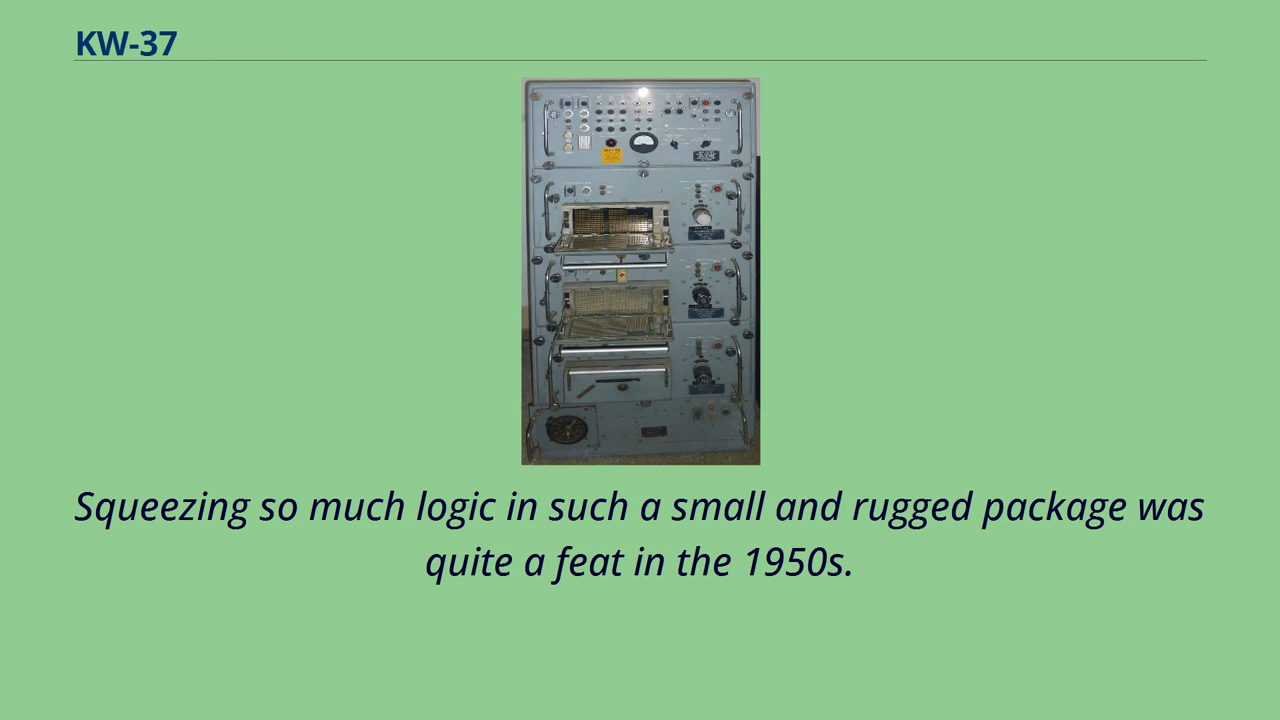 KW-37
Squeezing so much logic in such a small and rugged package was
quite a feat in the 1950s.